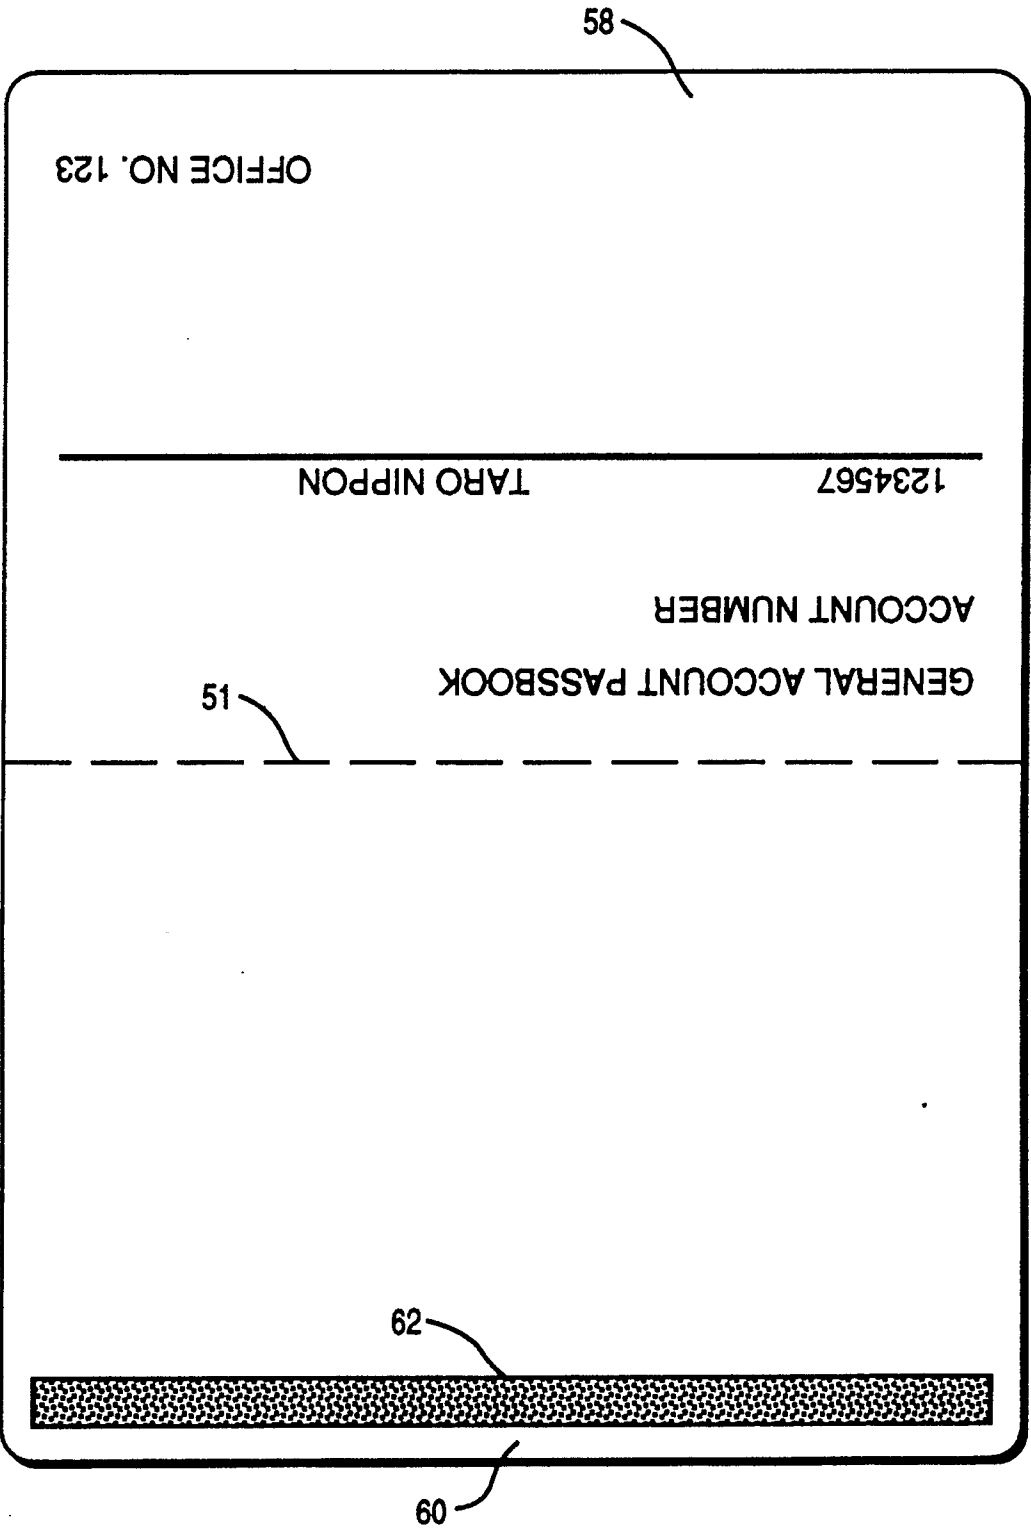 58
OFFICE NO. 123
1234567 TARO NIPPON
ACCOUNT NUMBER
GENERAL ACCOUNT PASSBOOK
51
62
60